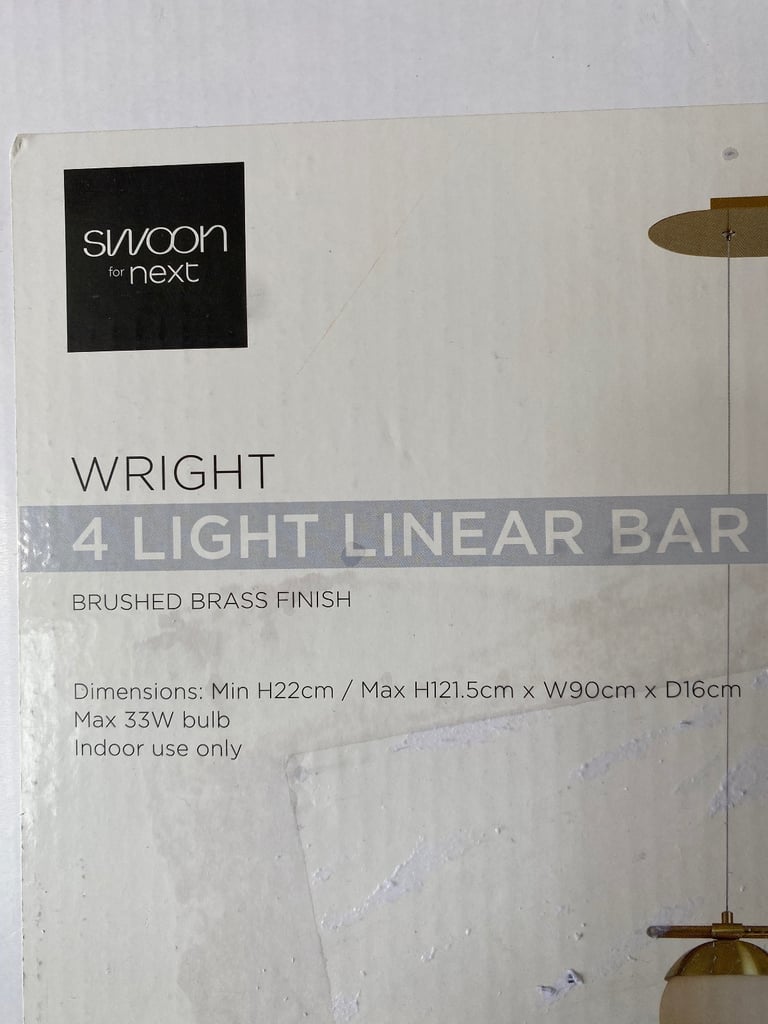 swoon
for next
WRIGHT
4 LIGHT LINEAR BAR
BRUSHED BRASS FINISH
Dimensions: Min H22cm / Max H121.5cm x W90cm x D16cm
Max 33W bulb
Indoor use only